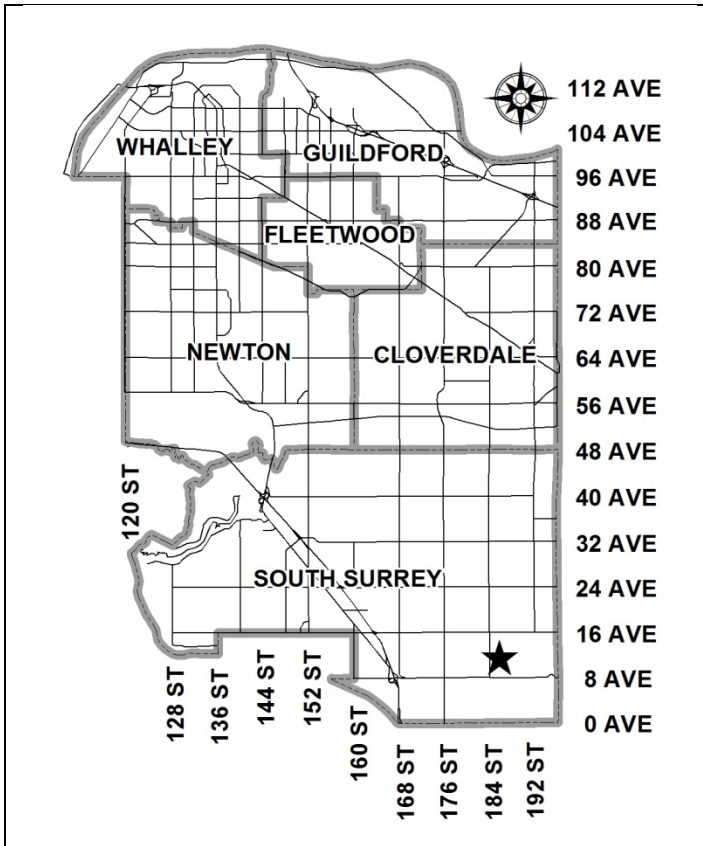 112 AVE
104 AVE
WHALLEY
GUILDFORD
96 AVE
88 AVE
FLEETWOOD
80 AVE
72 AVE
NEWTON
CLOVERDALE
64 AVE
56 AVE
48 AVE
120 ST
40 AVE
32 AVE
SOUTH SURREY
24 AVE
16 AVE
8 AVE
0 AVE
128 ST
136 ST
144 ST
152 ST
160 ST
168 ST
176 ST
184 ST
192 ST